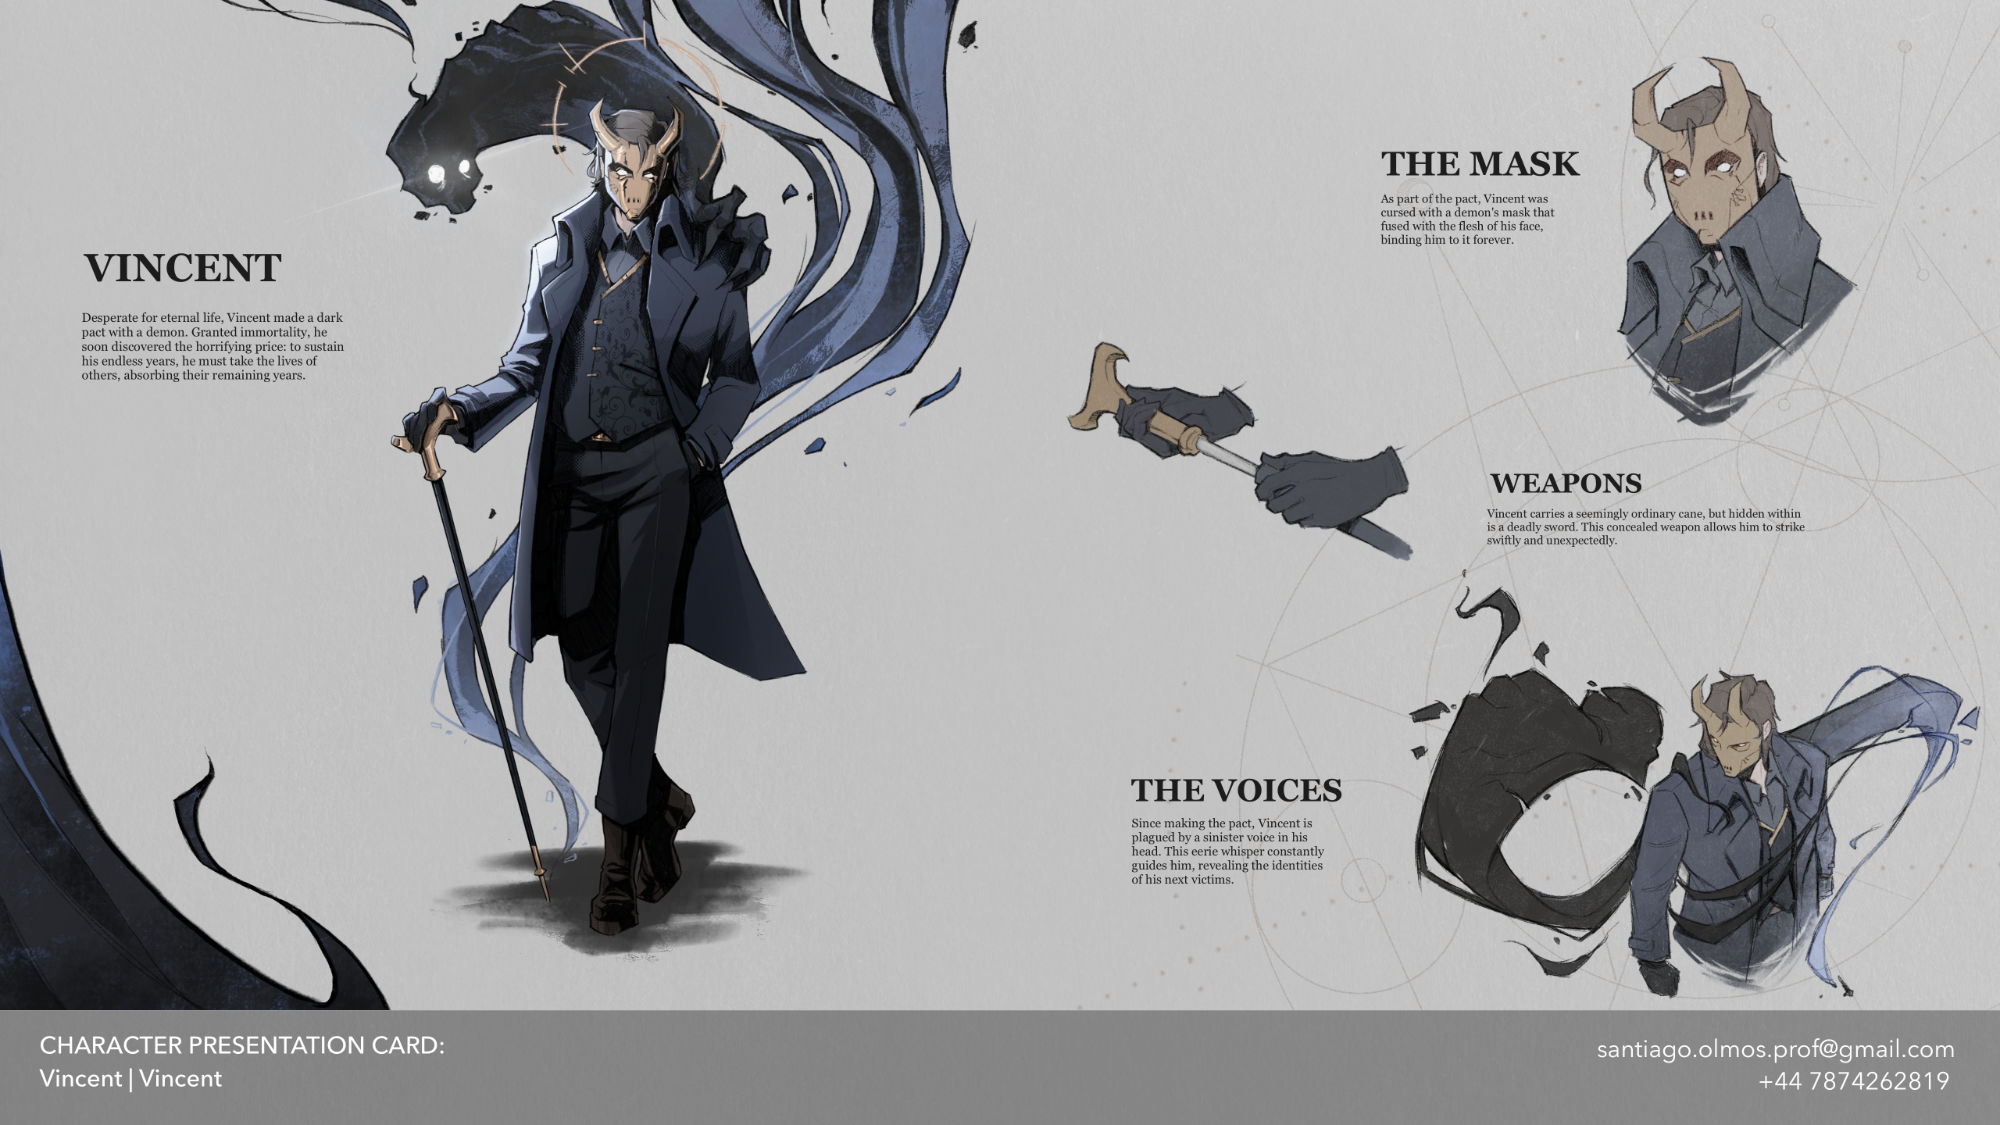 VINCENT
Desperate for eternal life, Vincent made a dark
pact with a demon. Granted immortality, he
soon discovered the horrifying price: to sustain
his endless years, he must take the lives of
others, absorbing their remaining years.
THE MASK
As part of the pact, Vincent was
cursed with a demon's mask that
fused with the flesh of his face,
binding him to it forever.
WEAPONS
Vincent carries a seemingly ordinary cane, but hidden within
is a deadly sword. This concealed weapon allows him to strike
swiftly and unexpectedly.
THE VOICES
Since making the pact, Vincent is
plagued by a sinister voice in his
head. This eerie whisper constantly
guides him, revealing the identities
of his next victims.
CHARACTER PRESENTATION CARD:
Vincent | Vincent
santiago.olmos.prof@gmail.com
+44 7874262819